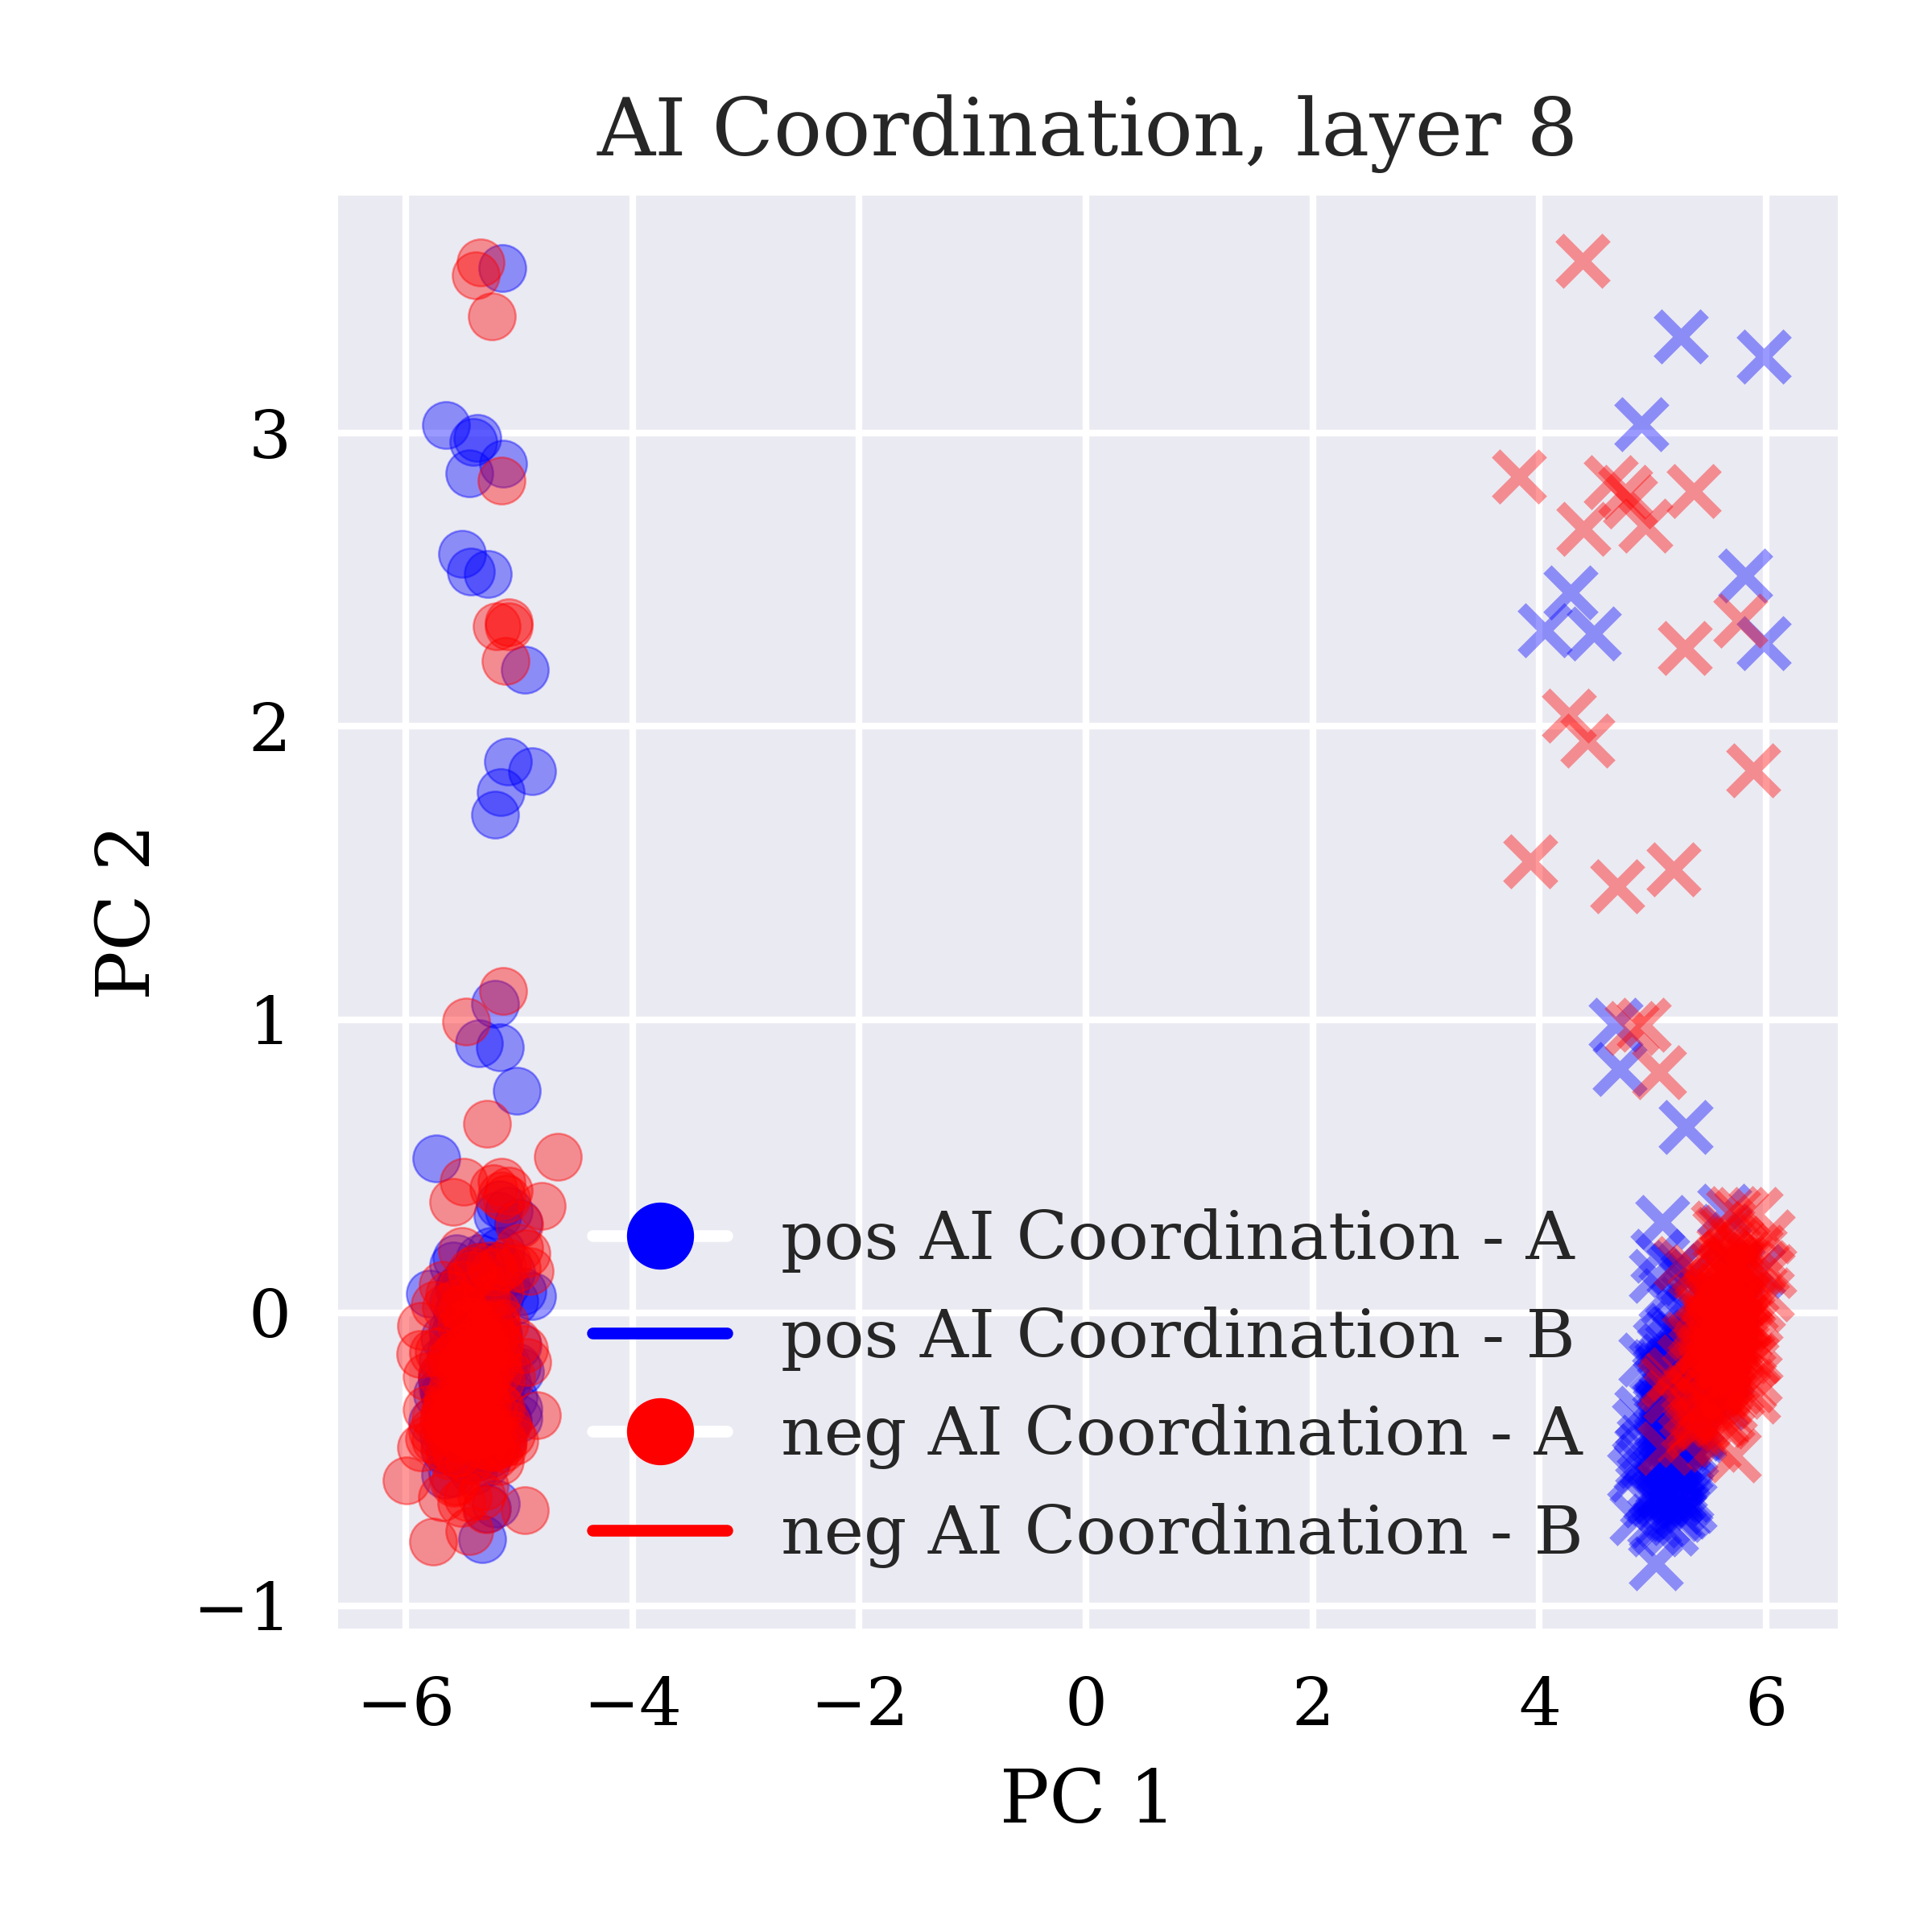 AI Coordination, layer 8
3
2
1
0
−1
PC 2
pos AI Coordination - A
pos AI Coordination - B
neg AI Coordination - A
neg AI Coordination - B
−6 −4 −2 0 2 4 6
PC 1